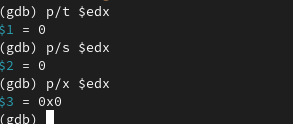 (gdb) p/t $edx
$1 = 0
(gdb) p/s $edx
$2 = 0
(gdb) p/x $edx
$3 = 0x0
(gdb)